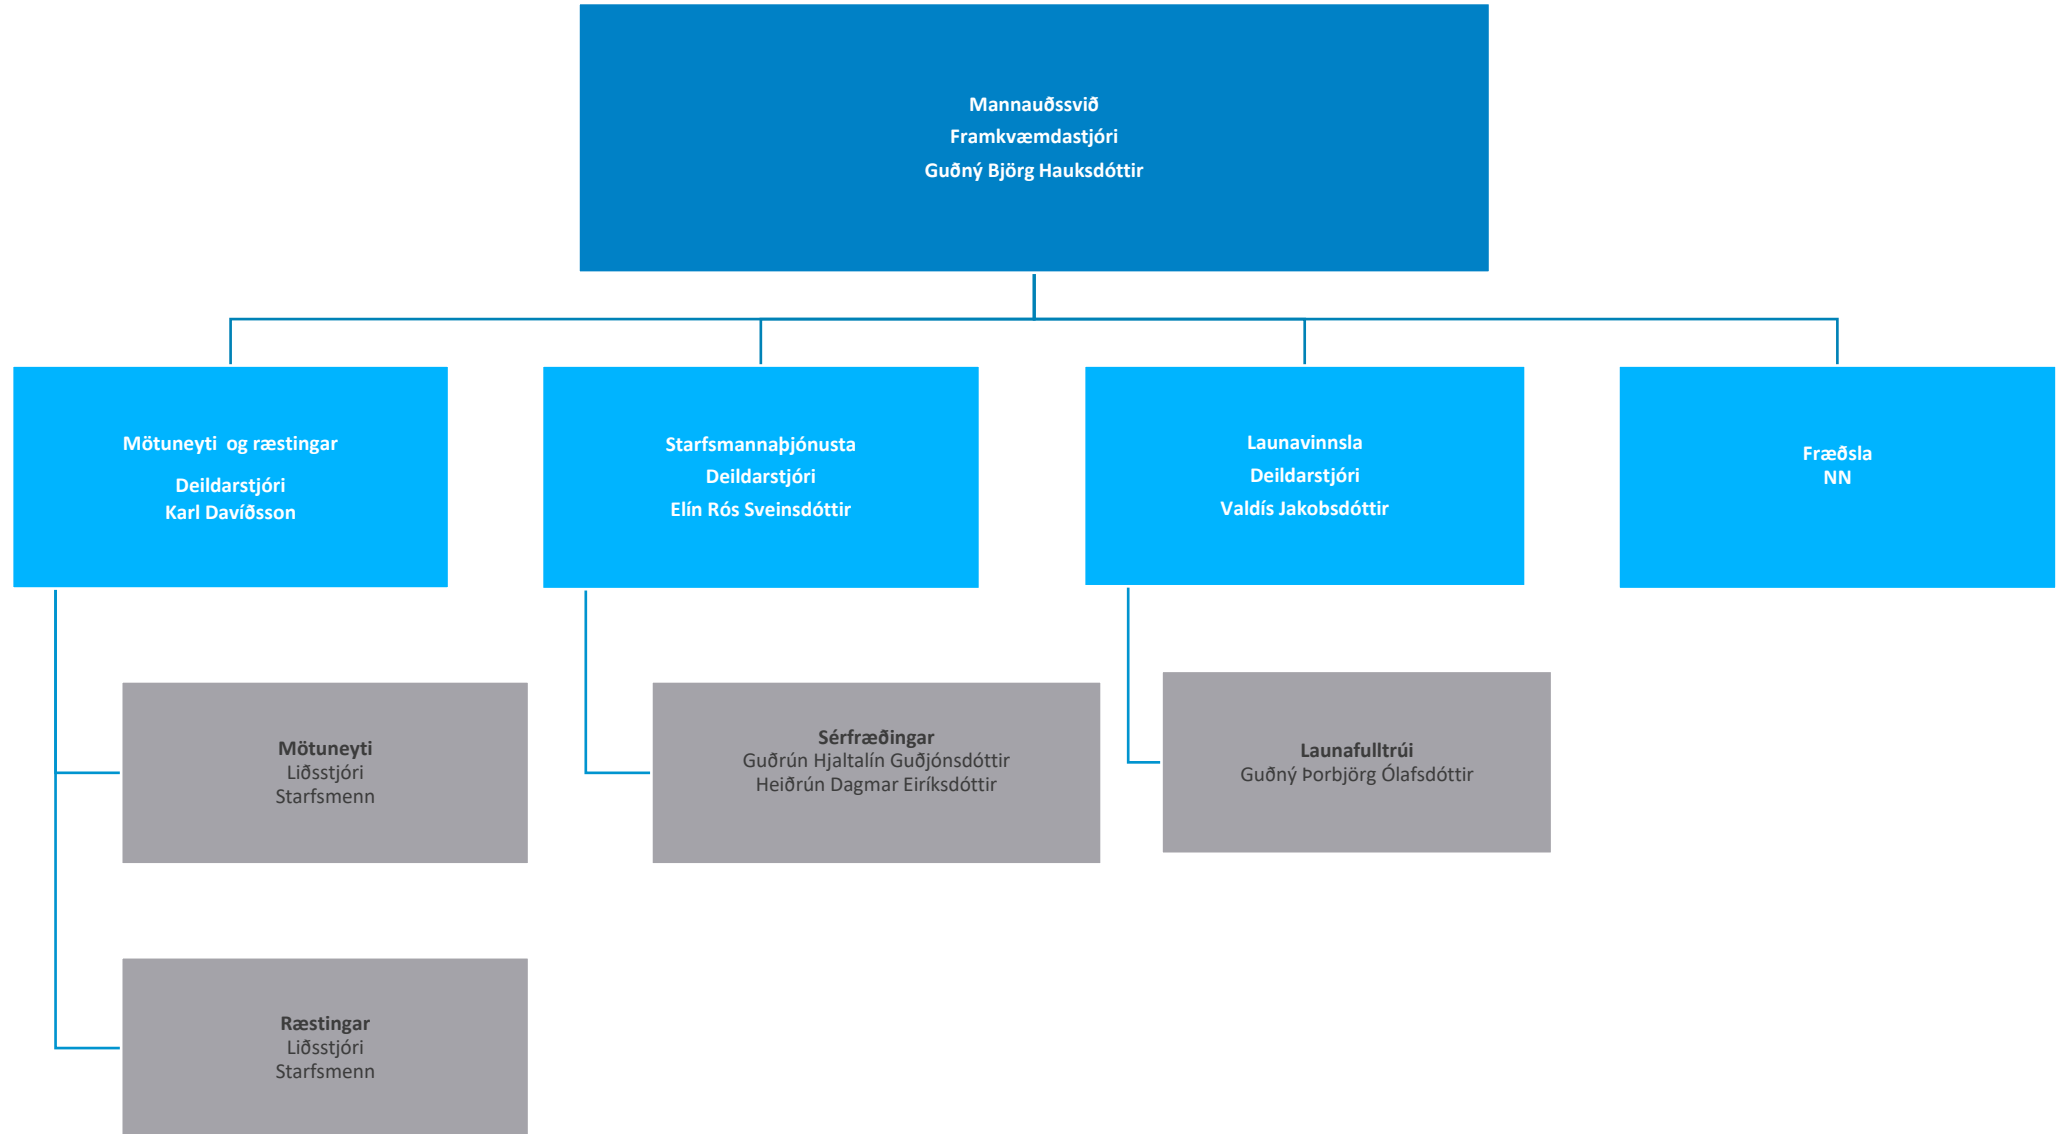 Mannauðssvið
Framkvæmdastjóri
Guðný Björg Hauksdóttir
Mötuneyti og ræstingar
Deildarstjóri
Karl Davíðsson
Starfsmannaþjónusta
Deildarstjóri
Elín Rós Sveinsdóttir
Launavinnsla
Deildarstjóri
Valdís Jakobsdóttir
Fræðsla
NN
Mötuneyti
Liðsstjóri
Starfsmenn
Sérfræðingar
Guðrún Hjaltalín Guðjónsdóttir
Heiðrún Dagmar Eiríksdóttir
Launafulltrúi
Guðný Þorbjörg Ólafsdóttir
Ræstingar
Liðsstjóri
Starfsmenn